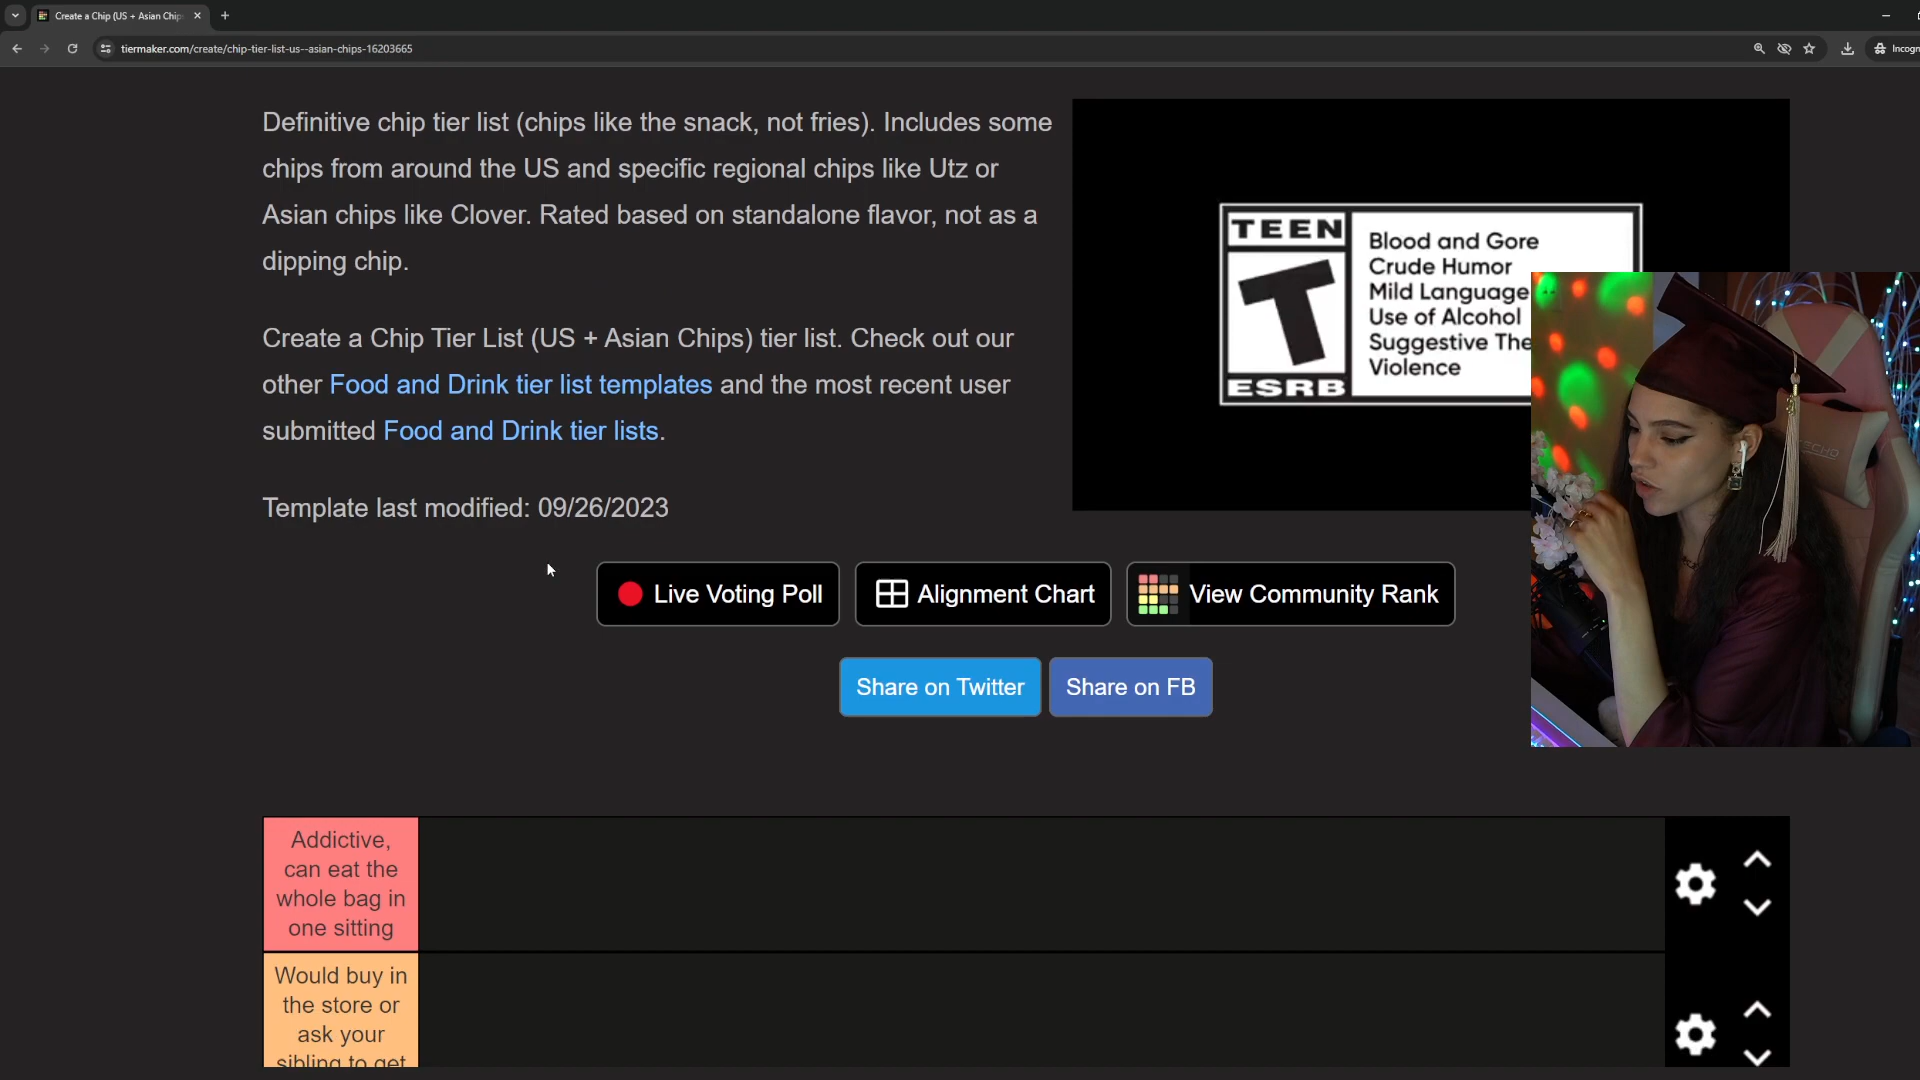 Create a Chip (US + Asian Chip
tiermaker.com/create/chip-tier-list-us--asian-chips-16203665
Incogn
Definitive chip tier list (chips like the snack, not fries). Includes some
chips from around the US and specific regional chips like Utz or
Asian chips like Clover. Rated based on standalone flavor, not as a
dipping chip.
Create a Chip Tier List (US + Asian Chips) tier list. Check out our
other Food and Drink tier list templates and the most recent user
submitted Food and Drink tier lists.
Template last modified: 09/26/2023
TEEN
T
ESRB
Blood and Gore
Crude Humor
Mild Language
Use of Alcohol
Suggestive The
Violence
Live Voting Poll
Alignment Chart
View Community Rank
Share on Twitter
Share on FB
Addictive,
can eat the
whole bag in
one sitting
Would buy in
the store or
ask your
sibling to get